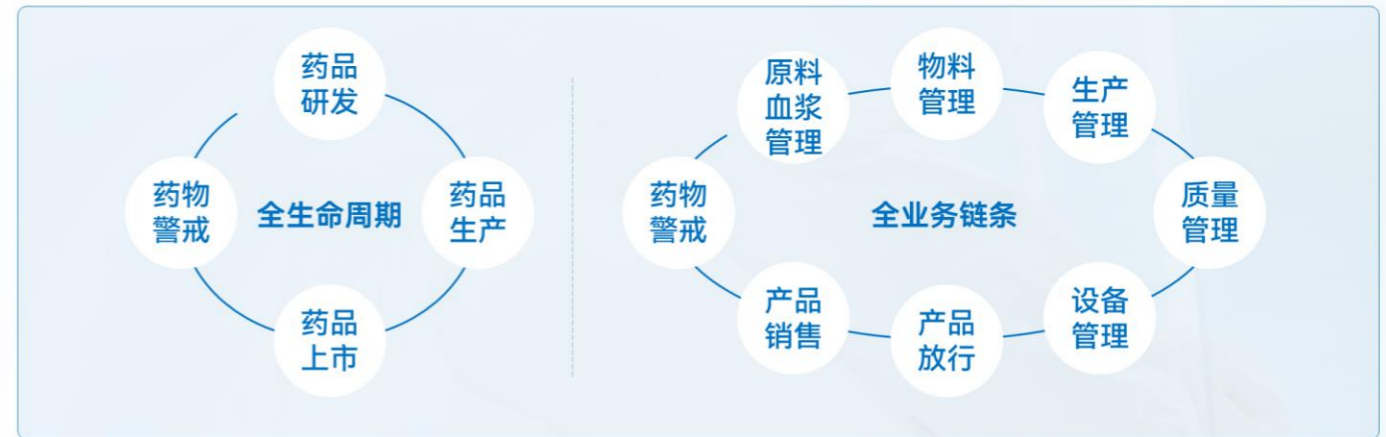 药品
研发
药物
警戒
全生命周期
药品
生产
药品
上市
原料
血浆
管理
物料
管理
生产
管理
药物
警戒
全业务链条
质量
管理
产品
销售
产品
放行
设备
管理